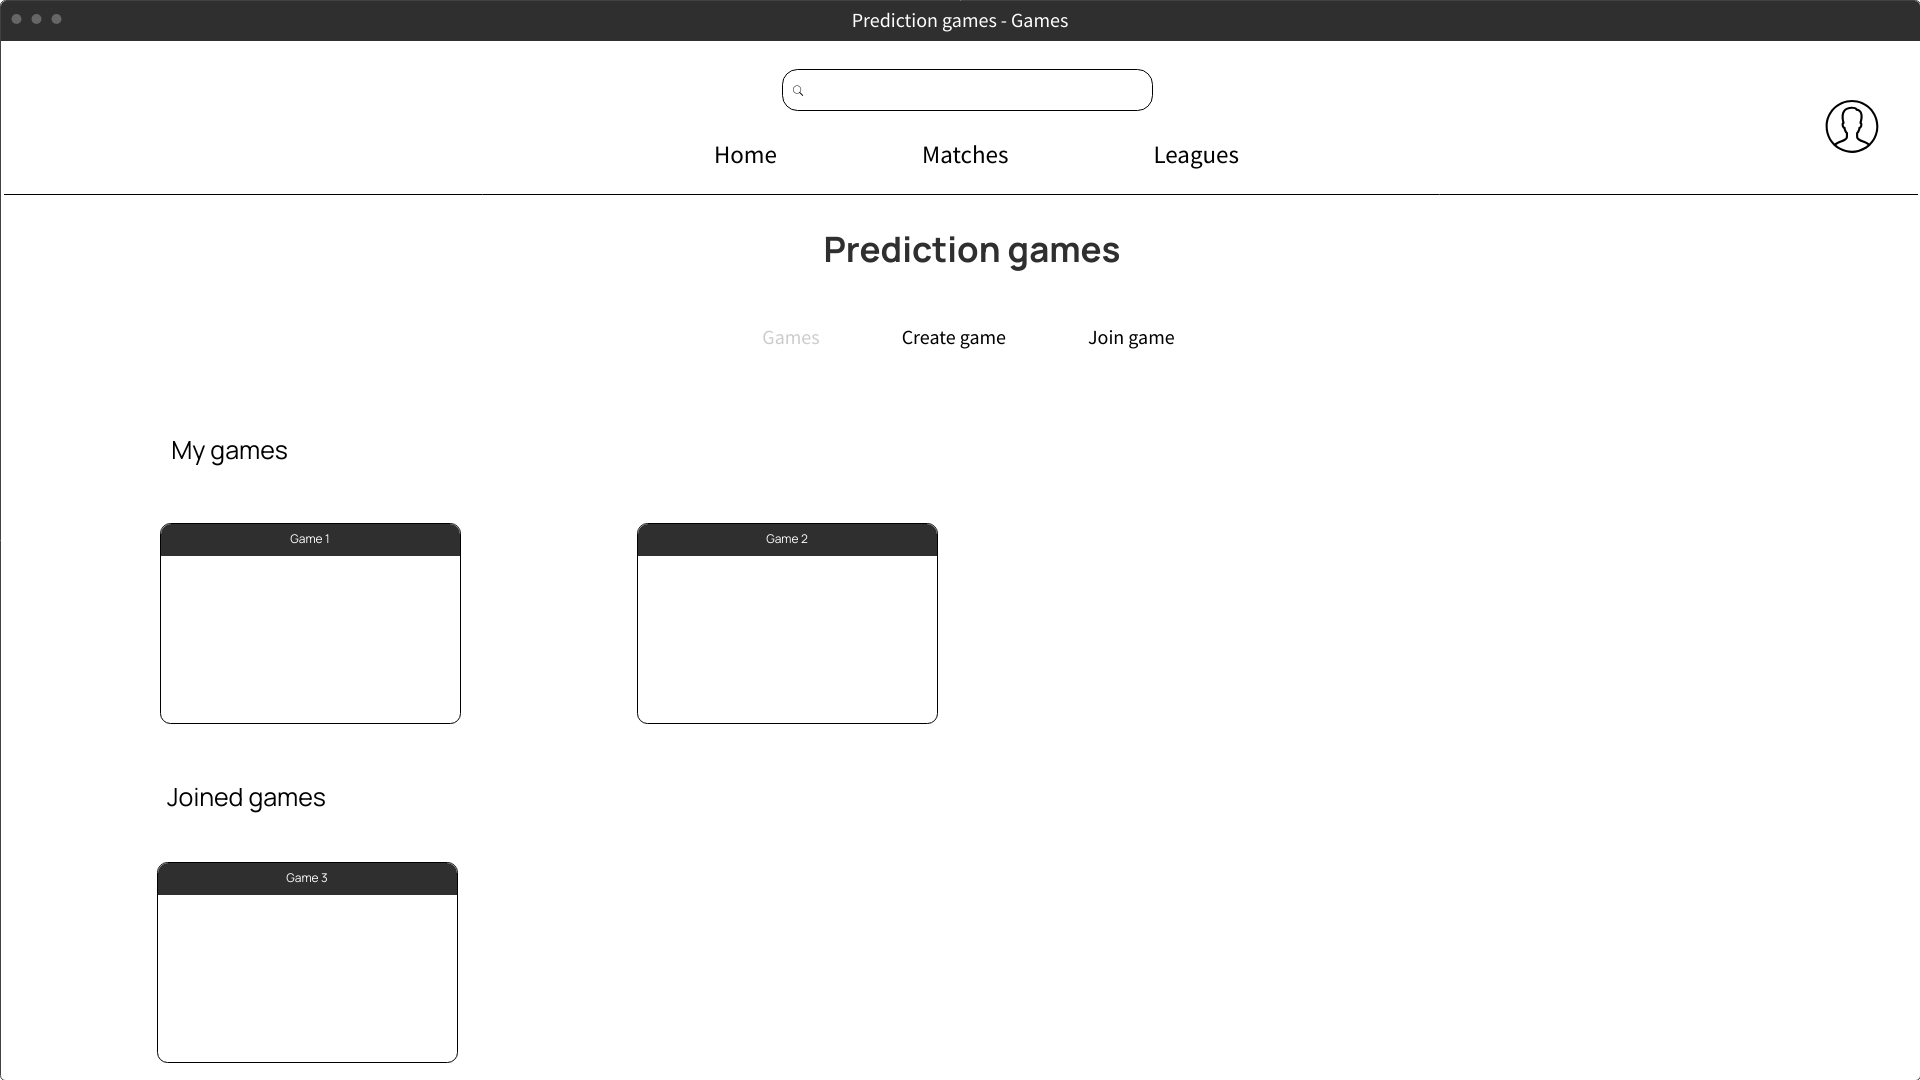 Prediction games - Games
Home Matches Leagues
Prediction games
Games Create game Join game
My games
Game 1 Game 2
Joined games
Game 3